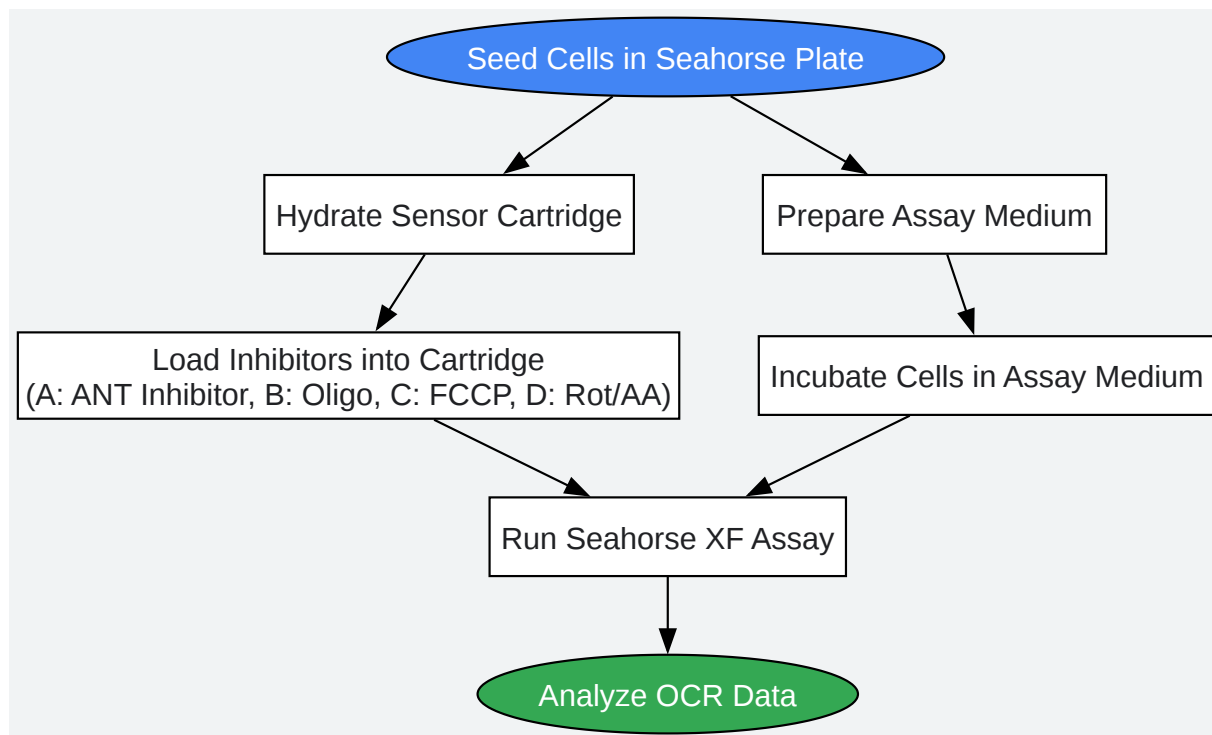 Seed Cells in Seahorse Plate
Hydrate Sensor Cartridge
Prepare Assay Medium
Load Inhibitors into Cartridge
(A: ANT Inhibitor, B: Oligo, C: FCCP, D: Rot/AA)
Incubate Cells in Assay Medium
Run Seahorse XF Assay
Analyze OCR Data